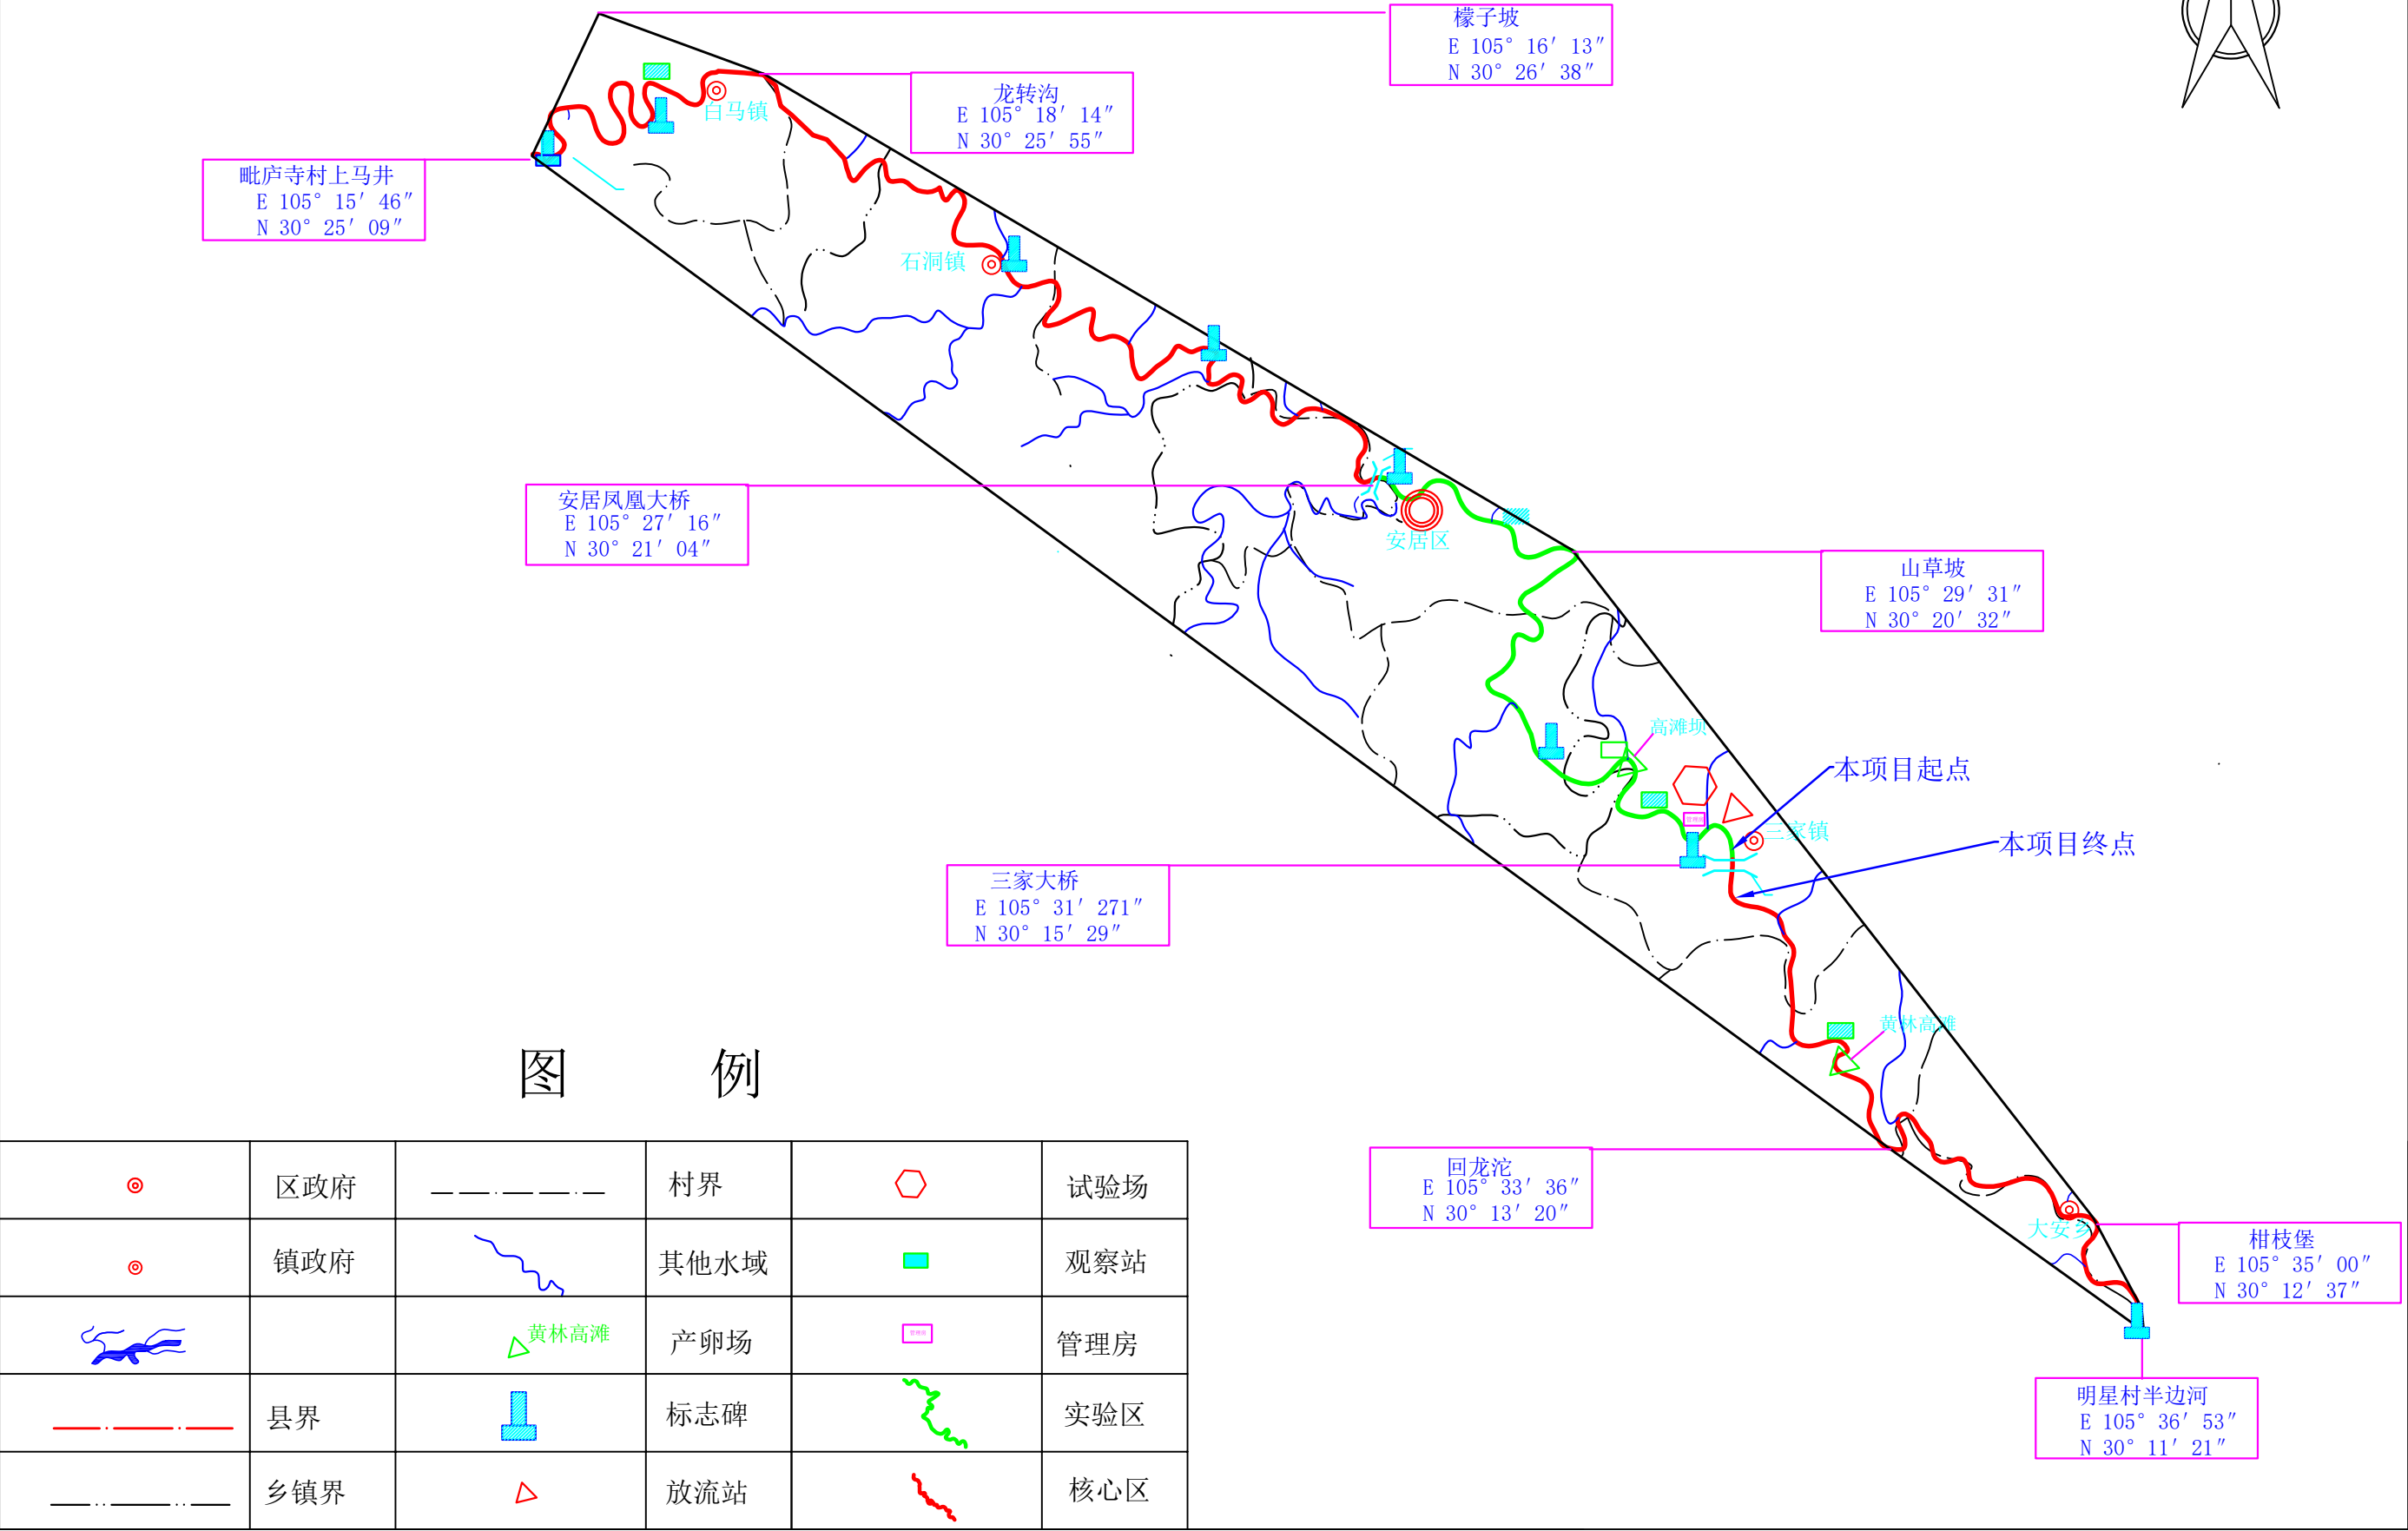 檬子坡
E 105° 16′ 13″
N 30° 26′ 38″
龙转沟
E 105° 18′ 14″
N 30° 25′ 55″
白马镇
毗庐寺村上马井
E 105° 15′ 46″
N 30° 25′ 09″
石洞镇
安居凤凰大桥
E 105° 27′ 16″
N 30° 21′ 04″
安居区
山草坡
E 105° 29′ 31″
N 30° 20′ 32″
高滩坝
本项目起点
三家镇
本项目终点
三家大桥
E 105° 31′ 271″
N 30° 15′ 29″
黄林高滩
回龙沱
E 105° 33′ 36″
N 30° 13′ 20″
大安乡
柑枝堡
E 105° 35′ 00″
N 30° 12′ 37″
明星村半边河
E 105° 36′ 53″
N 30° 11′ 21″
图 例
区政府 村界 试验场
镇政府 其他水域 观察站
黄林高滩 产卵场 管理房
县界 标志碑 实验区
乡镇界 放流站 核心区